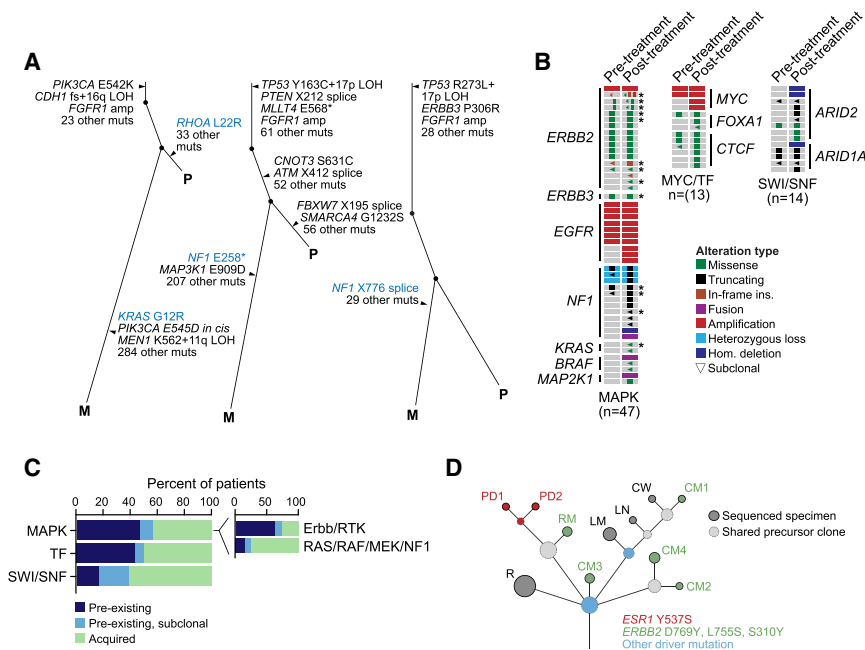 A
PIK3CA E542K
CDH1 fs+16q LOH
FGFR1 amp
23 other muts
RHOA L22R
33 other
muts
P
KRAS G12R
PIK3CA E545D in cis
MEN1 K562+11q LOH
284 other muts
M
TP53 Y163C+17p LOH
PTEN X212 splice
MLLT4 E568*
FGFR1 amp
61 other muts
CNOT3 S631C
ATM X412 splice
52 other muts
FBXW7 X195 splice
SMARCA4 G1232S
56 other muts
P
NF1 E258*
MAP3K1 E909D
207 other muts
M
TP53 R273L+
17p LOH
ERBB3 P306R
FGFR1 amp
28 other muts
NF1 X776 splice
29 other muts
M
P
B
Pre-treatment
Post-treatment
ERBB2
ERBB3
EGFR
NF1
KRAS
BRAF
MAP2K1
MAPK
(n=47)
* * * * * * * * * * * *
Pre-treatment
Post-treatment
MYC
FOXA1
CTCF
MYC/TF
n=(13)
Pre-treatment
Post-treatment
ARID2
ARID1A
SWI/SNF
(n=14)
Alteration type
Missense
Truncating
In-frame ins.
Fusion
Amplification
Heterozygous loss
Hom. deletion
Subclonal
C
Percent of patients
0 20 40 60 80 100
MAPK
TF
SWI/SNF
0 50 100
Erbb/RTK
RAS/RAF/MEK/NF1
Pre-existing
Pre-existing, subclonal
Acquired
D
PD1
PD2
RM
R
LM
LN
CW
CM1
CM3
CM4
CM2
Sequenced specimen
Shared precursor clone
ESR1 Y537S
ERBB2 D769Y, L755S, S310Y
Other driver mutation